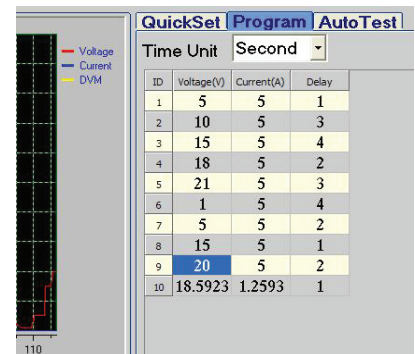 QuickSet Program AutoTest
Time Unit Second
Voltage
Current
DVM
ID Voltage(V) Current(A) Delay
1 5 5 1
2 10 5 3
3 15 5 4
4 18 5 2
5 21 5 3
6 1 5 4
7 5 5 2
8 15 5 1
9 20 5 2
10 18.5923 1.2593 1
110